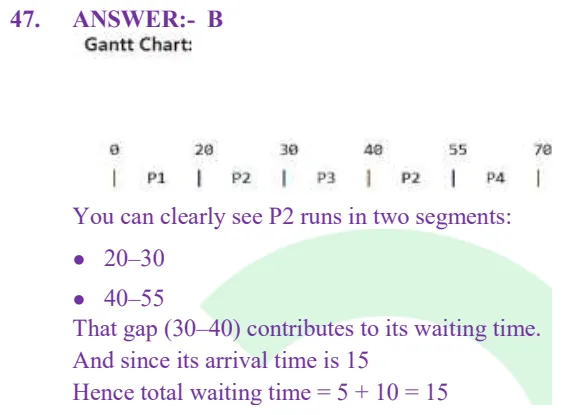 47. ANSWER:- B
Gantt Chart:
0 20 30 40 55 70
| P1 | P2 | P3 | P2 | P4 |
You can clearly see P2 runs in two segments:
● 20–30
● 40–55
That gap (30–40) contributes to its waiting time.
And since its arrival time is 15
Hence total waiting time = 5 + 10 = 15